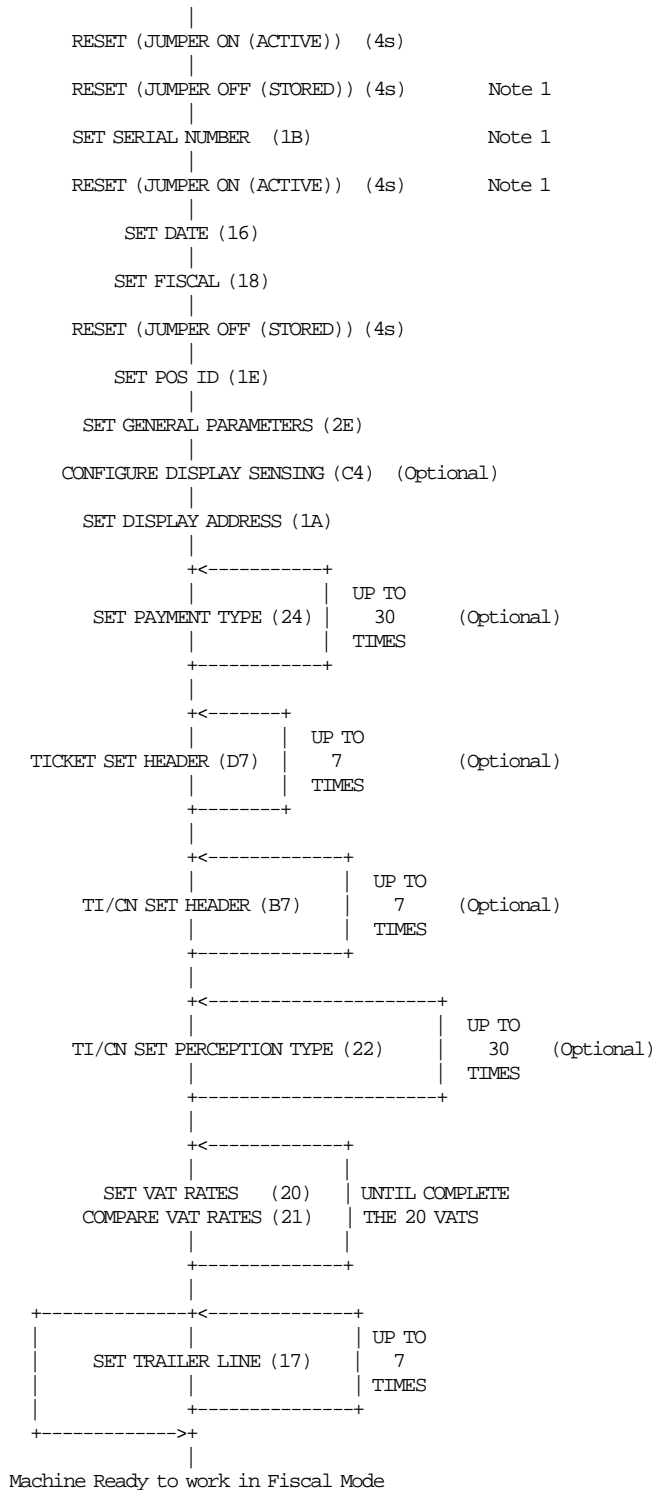 RESET (JUMPER ON (ACTIVE)) (4s)
RESET (JUMPER OFF (STORED)) (4s) Note 1
SET SERIAL NUMBER (1B) Note 1
RESET (JUMPER ON (ACTIVE)) (4s) Note 1
SET DATE (16)
SET FISCAL (18)
RESET (JUMPER OFF (STORED)) (4s)
SET POS ID (1E)
SET GENERAL PARAMETERS (2E)
CONFIGURE DISPLAY SENSING (C4) (Optional)
SET DISPLAY ADDRESS (1A)
UP TO
SET PAYMENT TYPE (24) 30 (Optional)
TIMES
UP TO
TICKET SET HEADER (D7) 7 (Optional)
TIMES
UP TO
TI/CN SET HEADER (B7) 7 (Optional)
TIMES
UP TO
TI/CN SET PERCEPTION TYPE (22) 30 (Optional)
TIMES
SET VAT RATES (20) UNTIL COMPLETE
COMPARE VAT RATES (21) THE 20 VATS
UP TO
SET TRAILER LINE (17) 7
TIMES
Machine Ready to work in Fiscal Mode